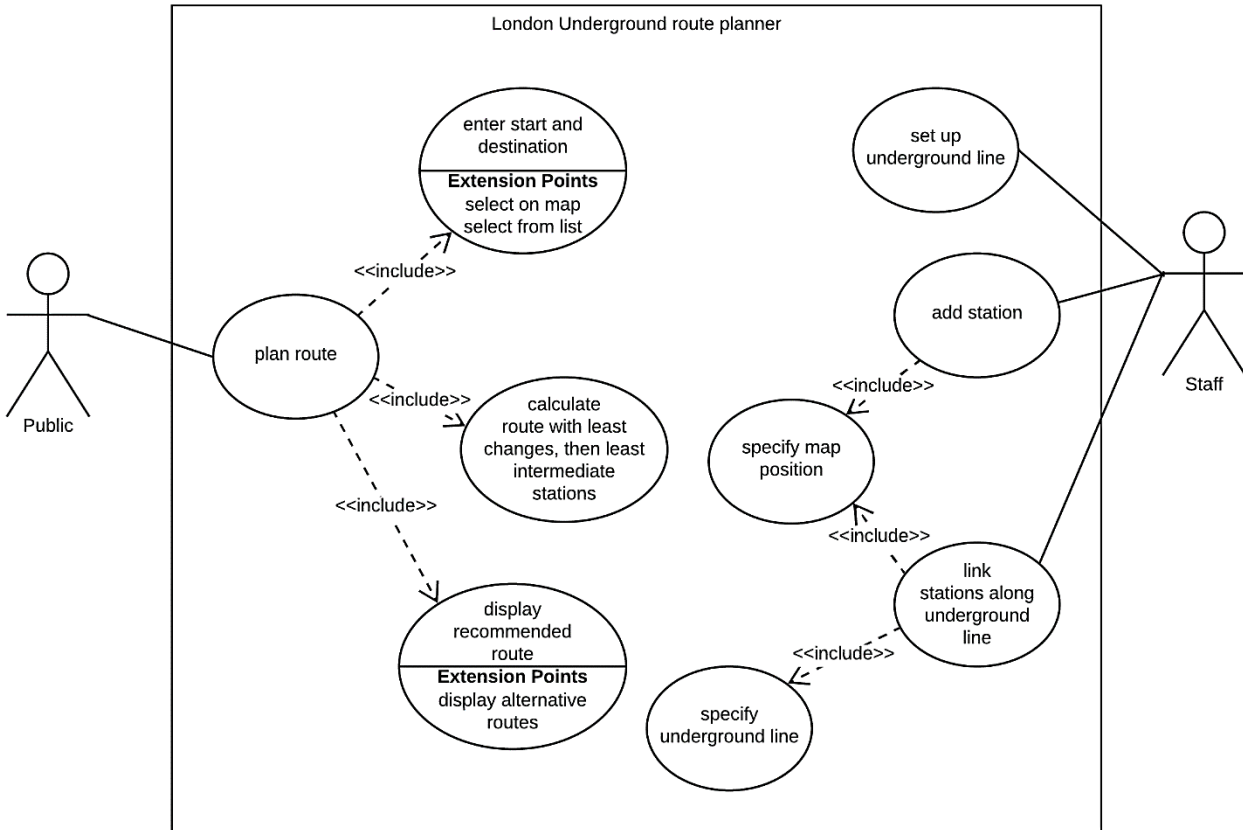 London Underground route planner
enter start and
destination
Extension Points
select on map
select from list
set up
underground line
<<include>>
add station
plan route
<<include>>
Public
Staff
<<include>>
calculate
route with least
changes, then least
intermediate
stations
specify map
position
<<include>>
<<include>>
link
stations along
underground
line
display
recommended
route
Extension Points
display alternative
routes
<<include>>
specify
underground line